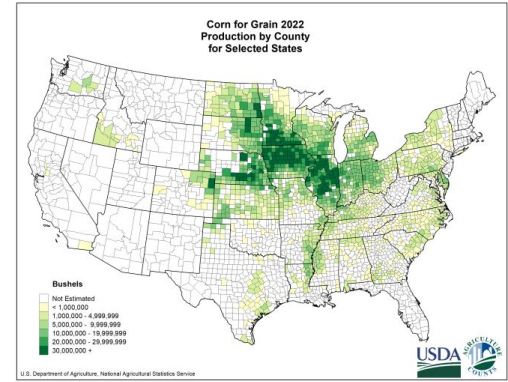 Corn for Grain 2022
Production by County
for Selected States
Bushels
Not Estimated
< 1,000,000
1,000,000 - 4,999,999
5,000,000 - 9,999,999
10,000,000 - 19,999,999
20,000,000 - 29,999,999
30,000,000 +
USDA
AGRICULTURE
COUNTS
U.S. Department of Agriculture, National Agricultural Statistics Service